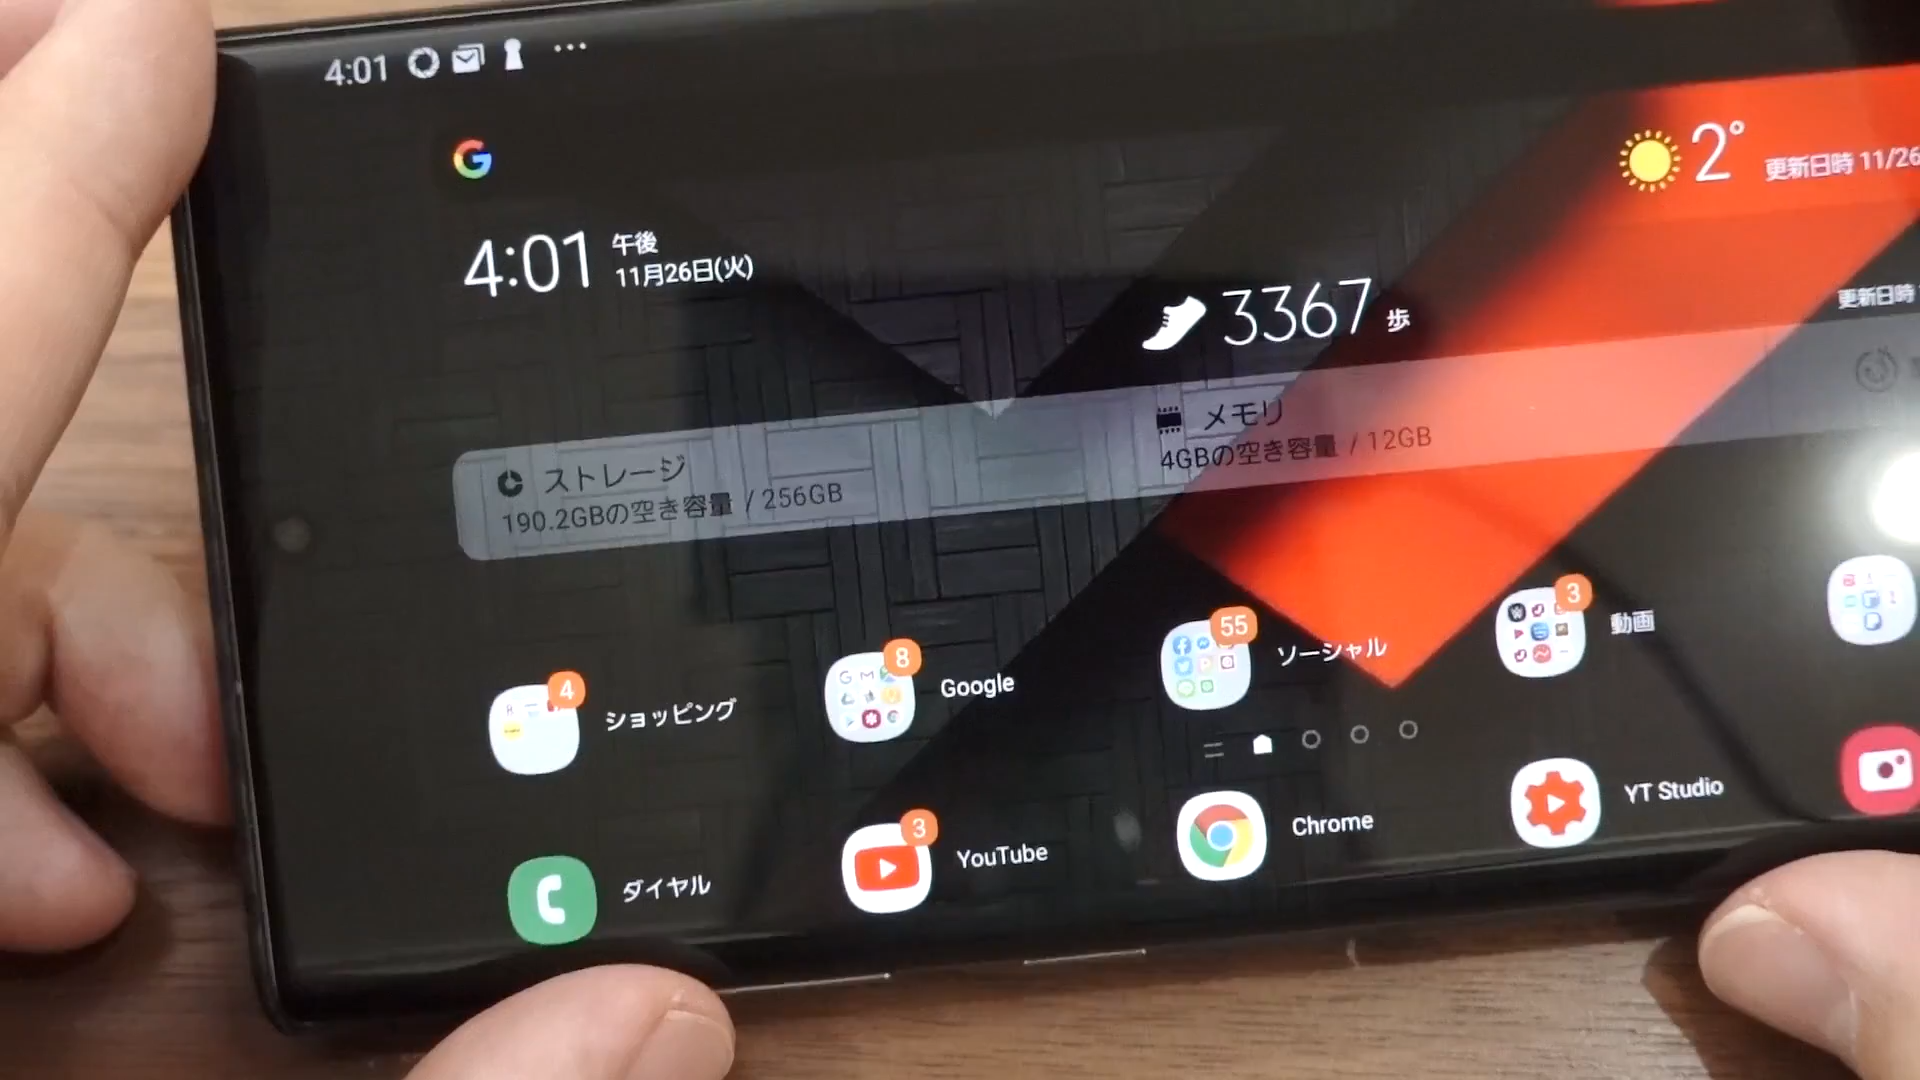 4:01
2°
更新日時 11/26
4:01 午後
11月26日(火)
3367 歩
更新日時
メモリ
4GBの空き容量 / 12GB
ストレージ
190.2GBの空き容量 / 256GB
4
ショッピング
8
Google
55
ソーシャル
3
動画
ダイヤル
3
YouTube
Chrome
YT Studio